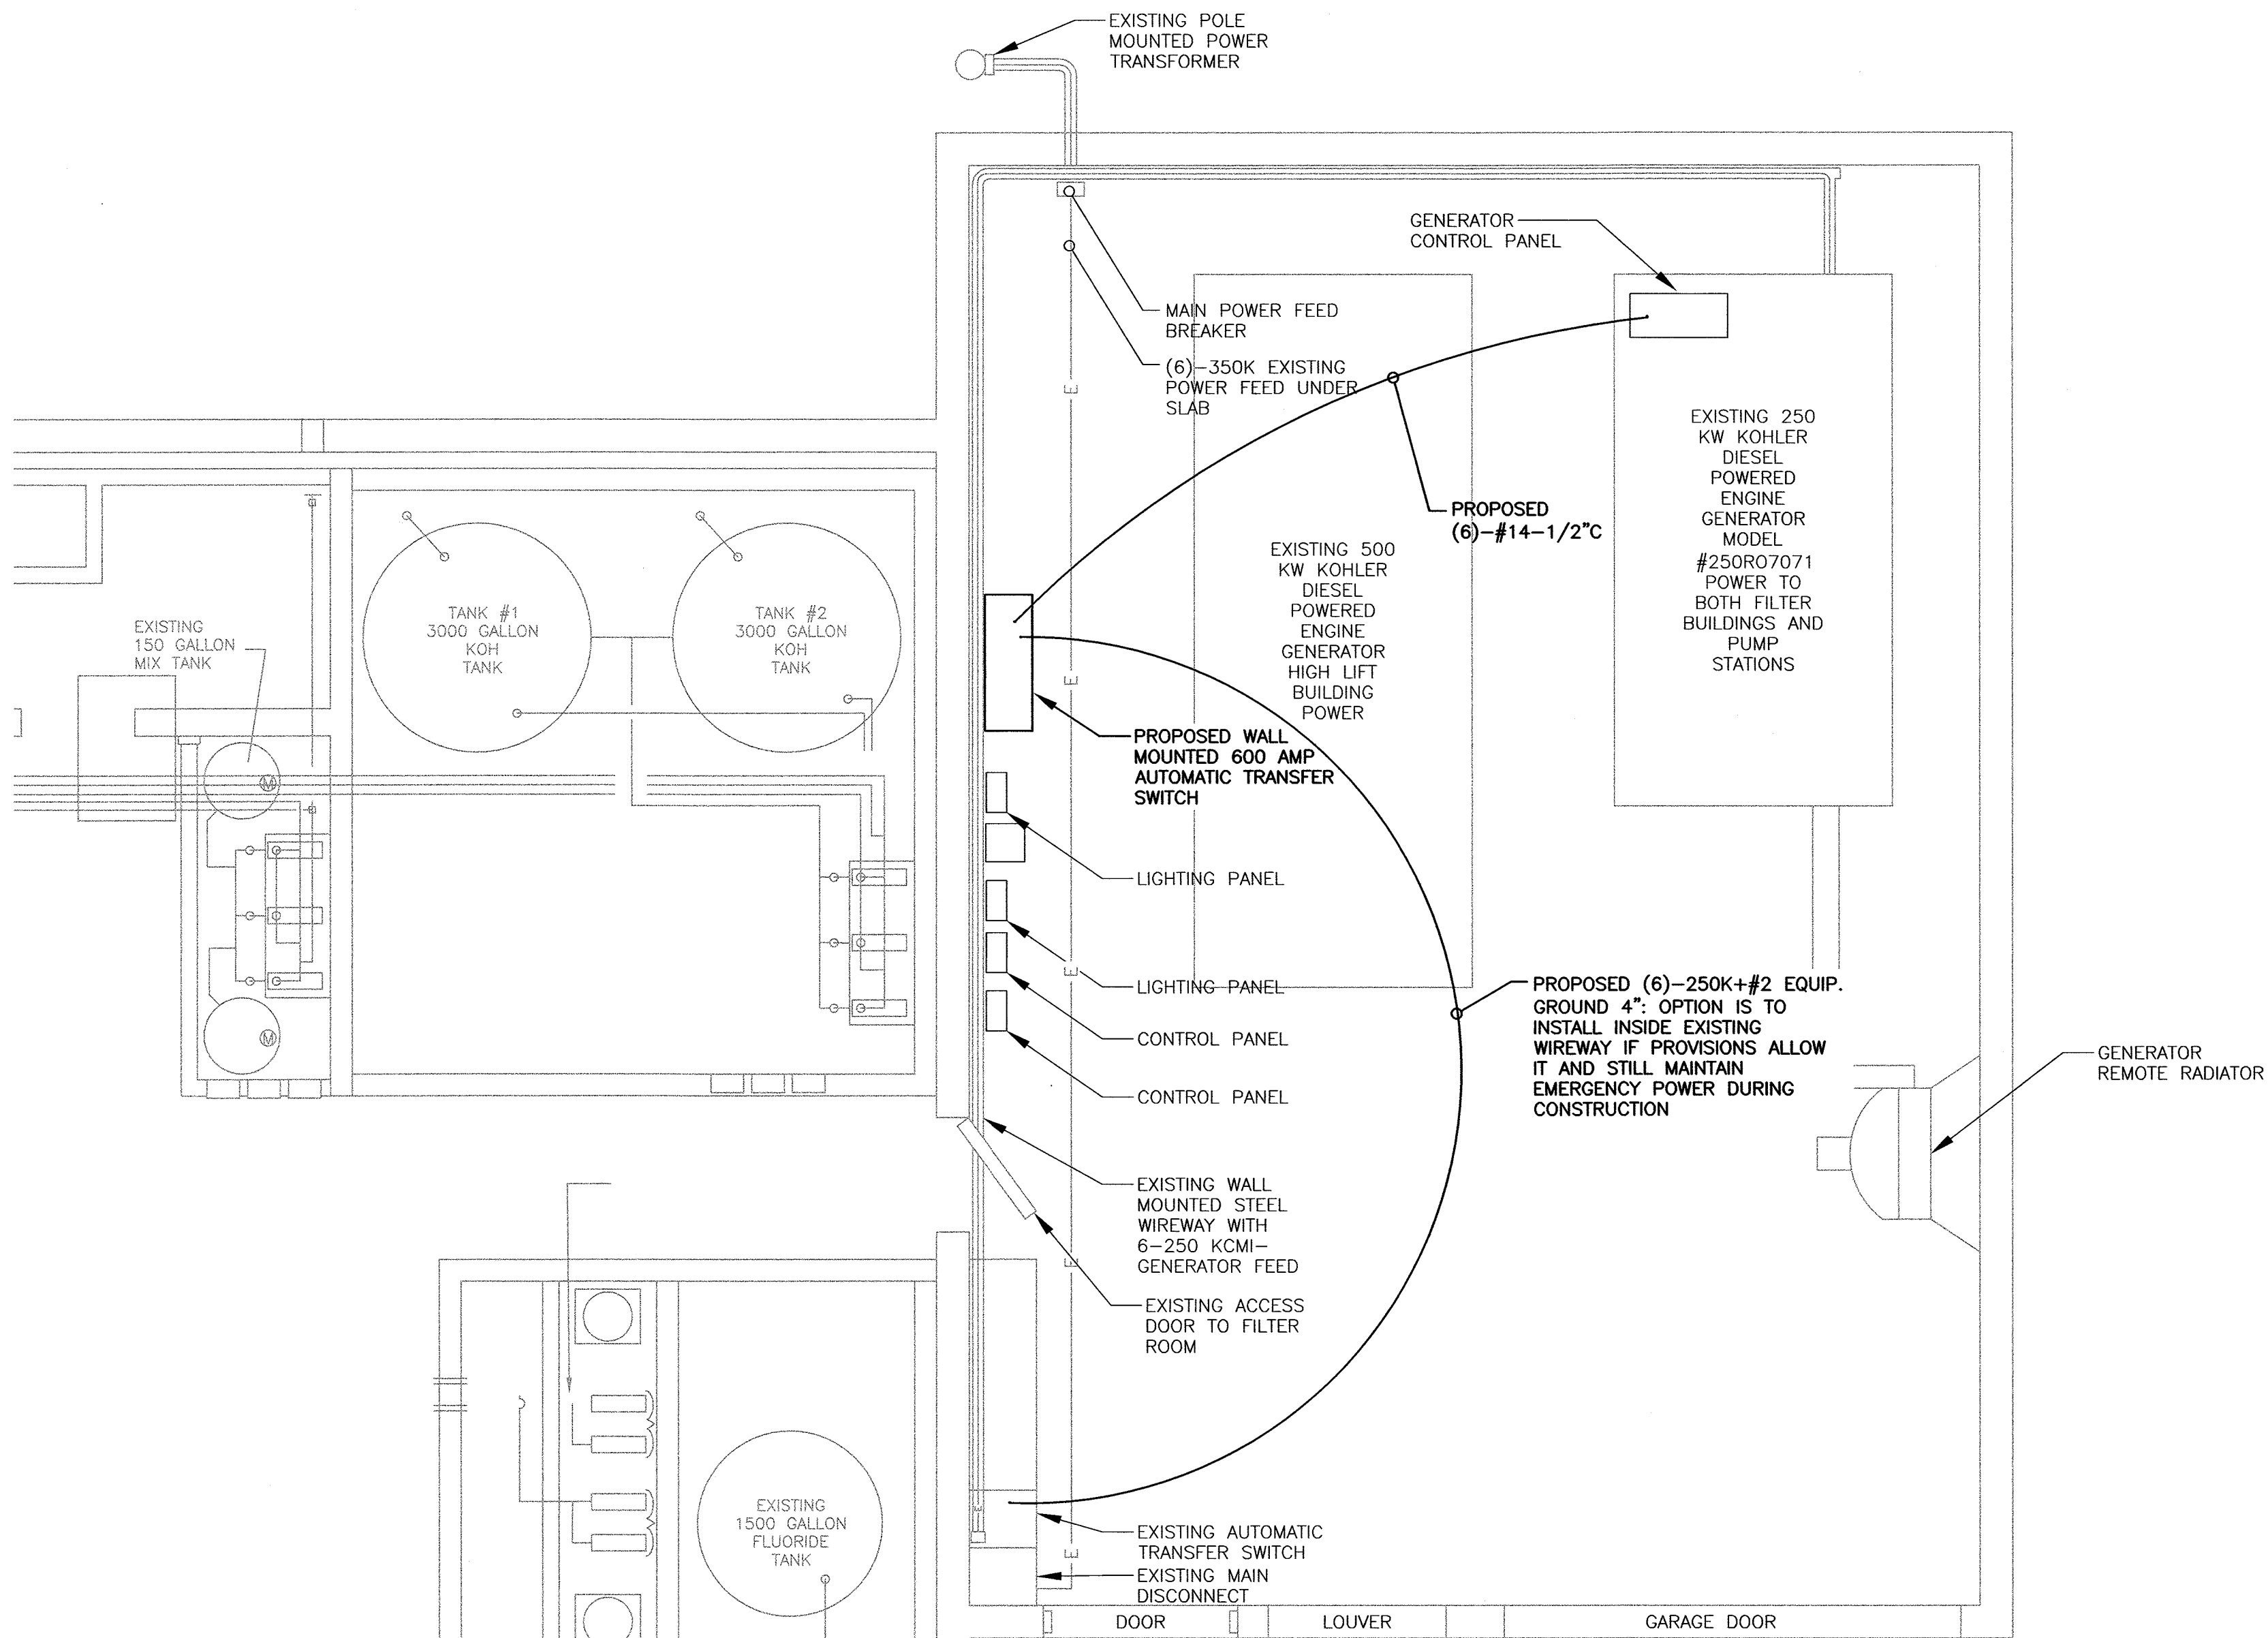 EXISTING POLE
MOUNTED POWER
TRANSFORMER
GENERATOR
CONTROL PANEL
MAIN POWER FEED
BREAKER
(6)-350K EXISTING
POWER FEED UNDER
SLAB
EXISTING 250
KW KOHLER
DIESEL
POWERED
ENGINE
GENERATOR
MODEL
#250RO7071
POWER TO
BOTH FILTER
BUILDINGS AND
PUMP
STATIONS
PROPOSED
(6)-#14-1/2"C
EXISTING 500
KW KOHLER
DIESEL
POWERED
ENGINE
GENERATOR
HIGH LIFT
BUILDING
POWER
TANK #1
3000 GALLON
KOH
TANK
TANK #2
3000 GALLON
KOH
TANK
EXISTING
150 GALLON
MIX TANK
M
M
PROPOSED WALL
MOUNTED 600 AMP
AUTOMATIC TRANSFER
SWITCH
LIGHTING PANEL
LIGHTING PANEL
CONTROL PANEL
CONTROL PANEL
PROPOSED (6)-250K+#2 EQUIP.
GROUND 4": OPTION IS TO
INSTALL INSIDE EXISTING
WIREWAY IF PROVISIONS ALLOW
IT AND STILL MAINTAIN
EMERGENCY POWER DURING
CONSTRUCTION
GENERATOR
REMOTE RADIATOR
EXISTING WALL
MOUNTED STEEL
WIREWAY WITH
6-250 KCMI-
GENERATOR FEED
EXISTING ACCESS
DOOR TO FILTER
ROOM
EXISTING
1500 GALLON
FLUORIDE
TANK
EXISTING AUTOMATIC
TRANSFER SWITCH
EXISTING MAIN
DISCONNECT
DOOR
LOUVER
GARAGE DOOR